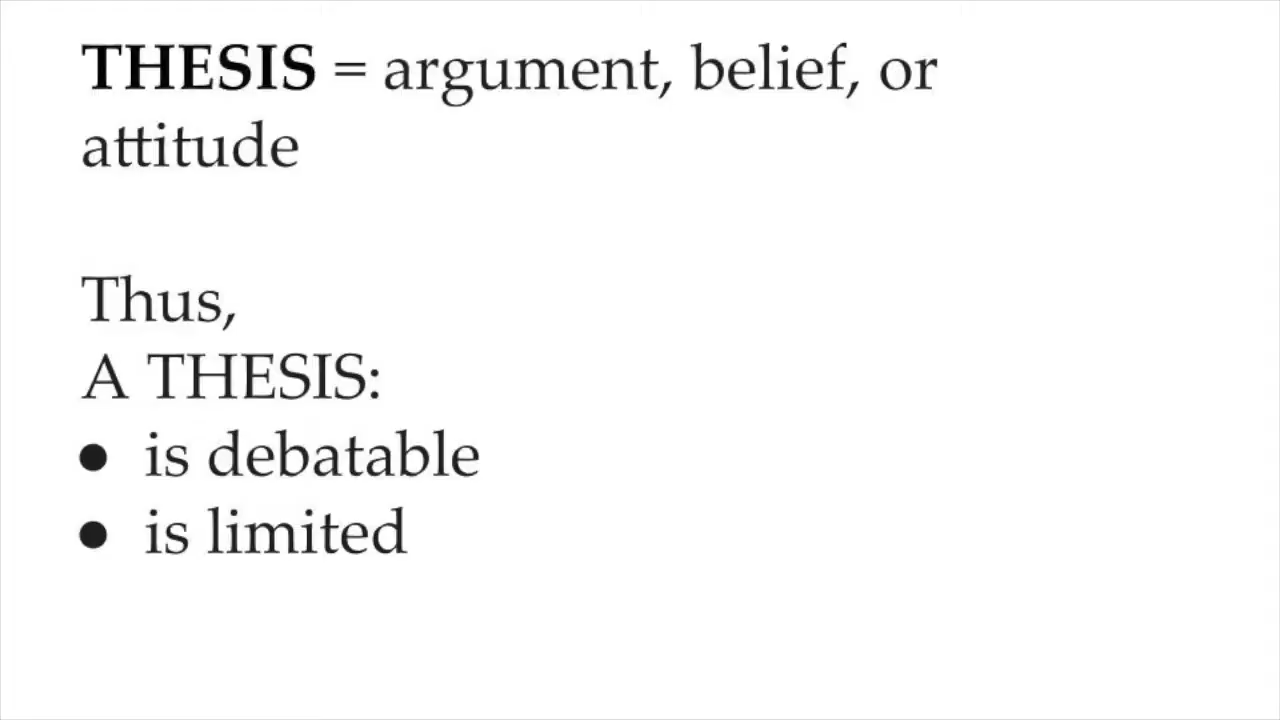 THESIS = argument, belief, or
attitude
Thus,
A THESIS:
● is debatable
● is limited